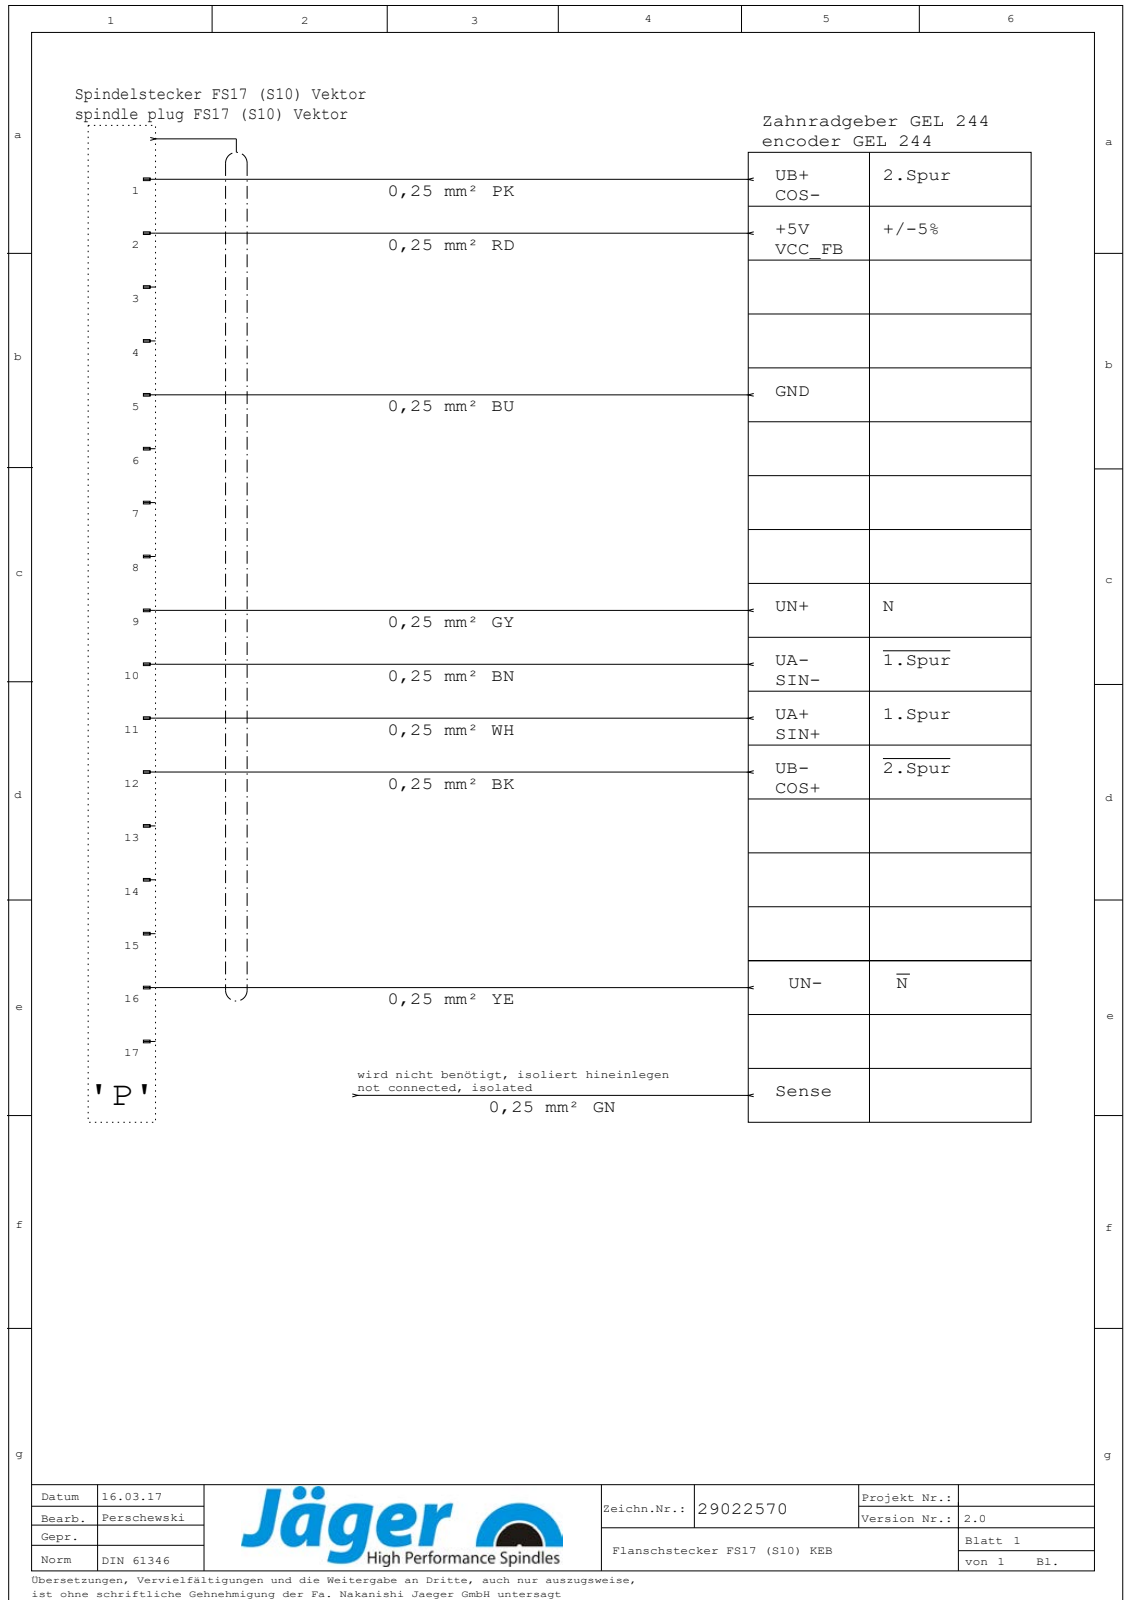 1 2 3 4 5 6
Spindelstecker FS17 (S10) Vektor
spindle plug FS17 (S10) Vektor
Zahnradgeber GEL 244
encoder GEL 244
a a
1 0,25 mm² PK UB+ 2.Spur
COS-
2 0,25 mm² RD +5V +/-5%
VCC_FB
3
4
b b
5 0,25 mm² BU GND
6
7
8
c c
9 0,25 mm² GY UN+ N
10 0,25 mm² BN UA- 1.Spur
SIN-
11 0,25 mm² WH UA+ 1.Spur
SIN+
12 0,25 mm² BK UB- 2.Spur
COS+
d d
13
14
15
16 0,25 mm² YE UN- N
e e
17
'P'
wird nicht benötigt, isoliert hineinlegen
not connected, isolated
0,25 mm² GN Sense
f f
g g
Datum 16.03.17
Bearb. Perschewski
Gepr.
Norm DIN 61346
Jäger
High Performance Spindles
Zeichn.Nr.: 29022570
Flanschstecker FS17 (S10) KEB
Projekt Nr.:
Version Nr.: 2.0
Blatt 1
von 1 Bl.
Übersetzungen, Vervielfältigungen und die Weitergabe an Dritte, auch nur auszugsweise,
ist ohne schriftliche Gehnehmigung der Fa. Nakanishi Jaeger GmbH untersagt